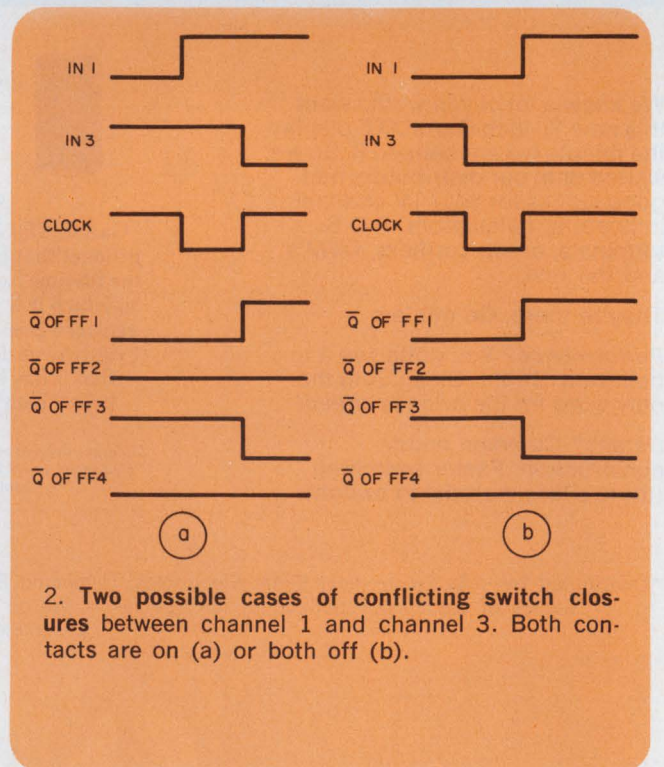 IN 1
IN 1
IN 3
IN 3
CLOCK
CLOCK
Q̅ OF FF1
Q̅ OF FF1
Q̅ OF FF2
Q̅ OF FF2
Q̅ OF FF3
Q̅ OF FF3
Q̅ OF FF4
Q̅ OF FF4
a
b
2. Two possible cases of conflicting switch clos-
ures between channel 1 and channel 3. Both con-
tacts are on (a) or both off (b).